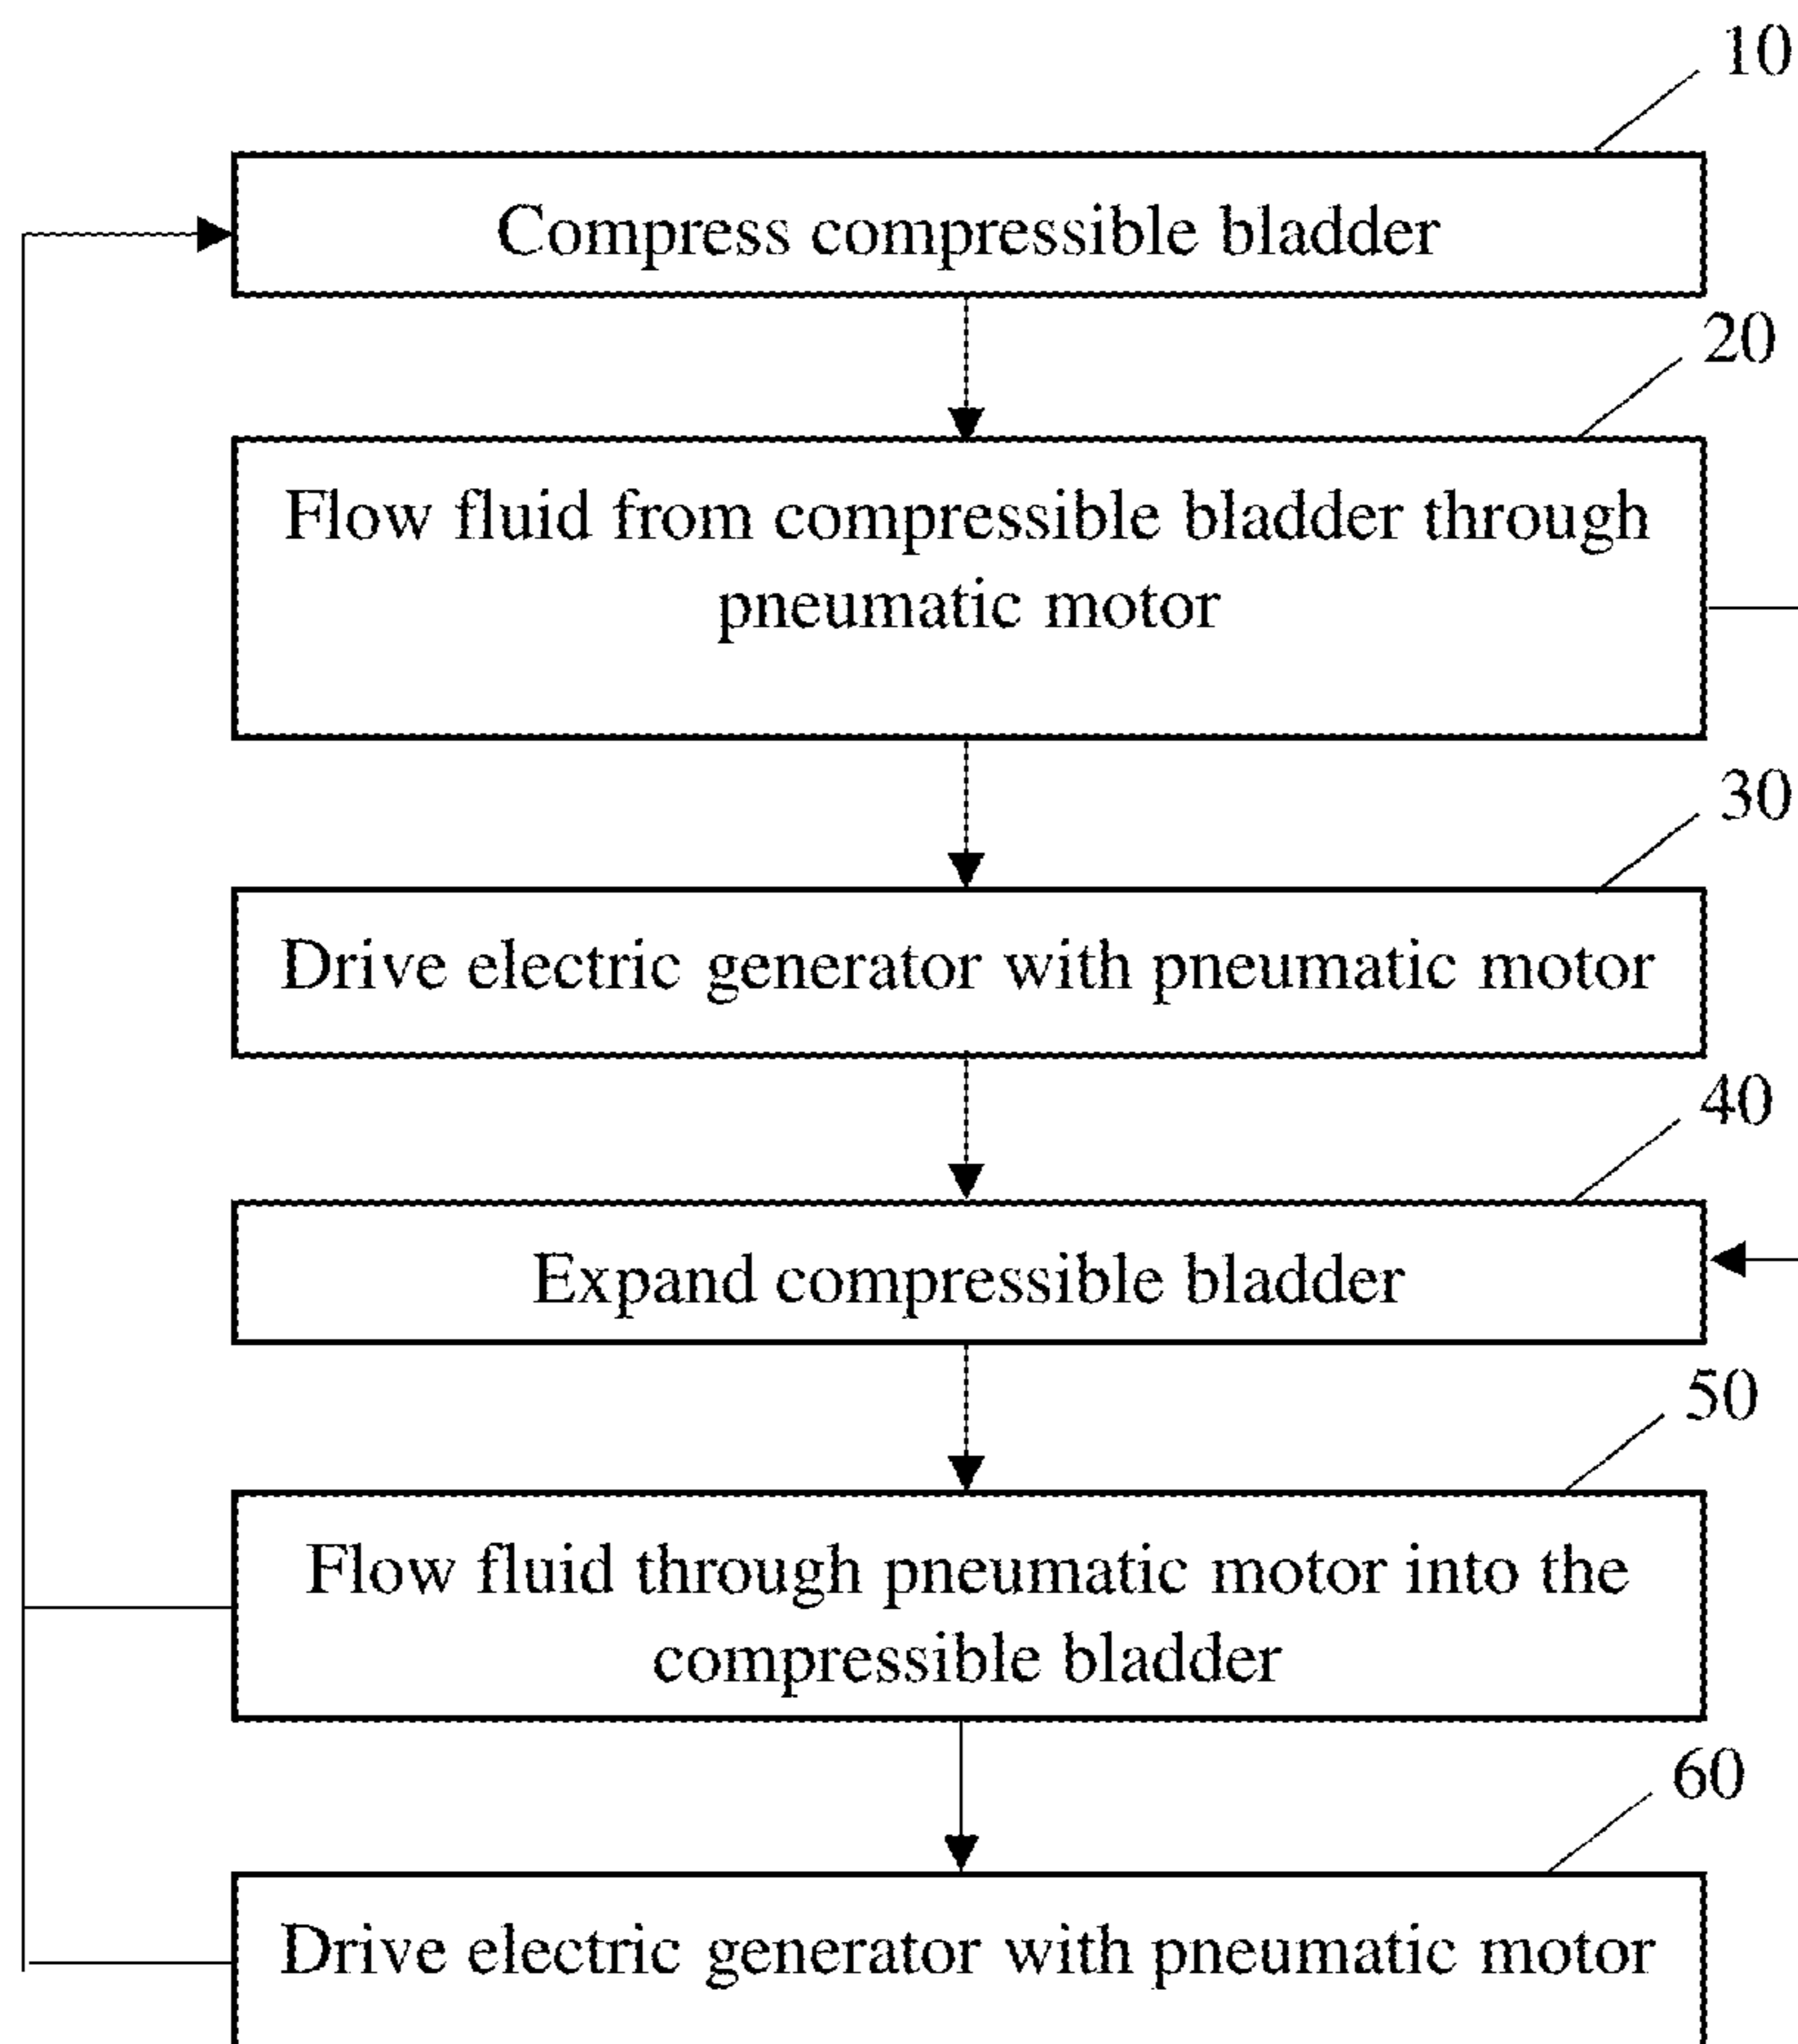 10
Compress compressible bladder
20
Flow fluid from compressible bladder through
pneumatic motor
30
Drive electric generator with pneumatic motor
40
Expand compressible bladder
50
Flow fluid through pneumatic motor into the
compressible bladder
60
Drive electric generator with pneumatic motor